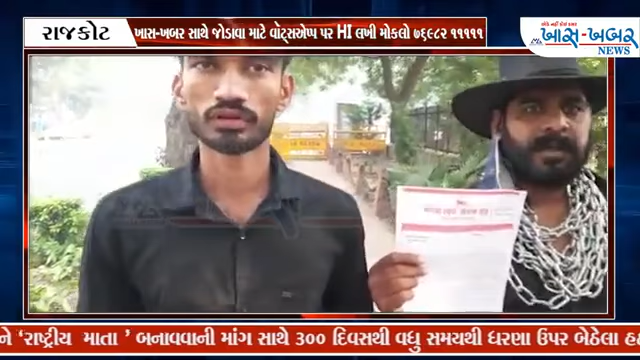 રાજકોટ
ખાસ-ખબર સાથે જોડાવા માટે વૉટ્સએપ પર HI લખી મોકલો ૭૬૯૮૨ ૧૧૧૧૧
ખાસ-ખબર
NEWS
ને ‘રાષ્ટ્રીય માતા ’ બનાવવાની માંગ સાથે ૩૦૦ દિવસથી વધુ સમયથી ધરણા ઉપર બેઠેલા હ